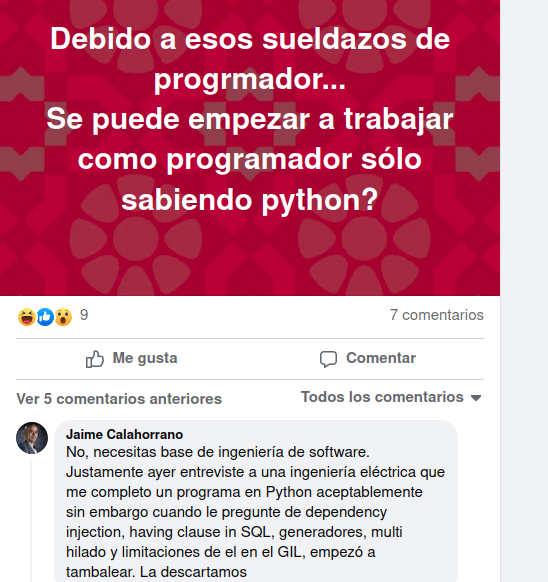 Debido a esos sueldazos de
progrmador...
Se puede empezar a trabajar
como programador sólo
sabiendo python?
9
7 comentarios
Me gusta
Comentar
Ver 5 comentarios anteriores
Todos los comentarios
Jaime Calahorrano
No, necesitas base de ingeniería de software.
Justamente ayer entreviste a una ingeniería eléctrica que
me completo un programa en Python aceptablemente
sin embargo cuando le pregunte de dependency
injection, having clause in SQL, generadores, multi
hilado y limitaciones de el en el GIL, empezó a
tambalear. La descartamos